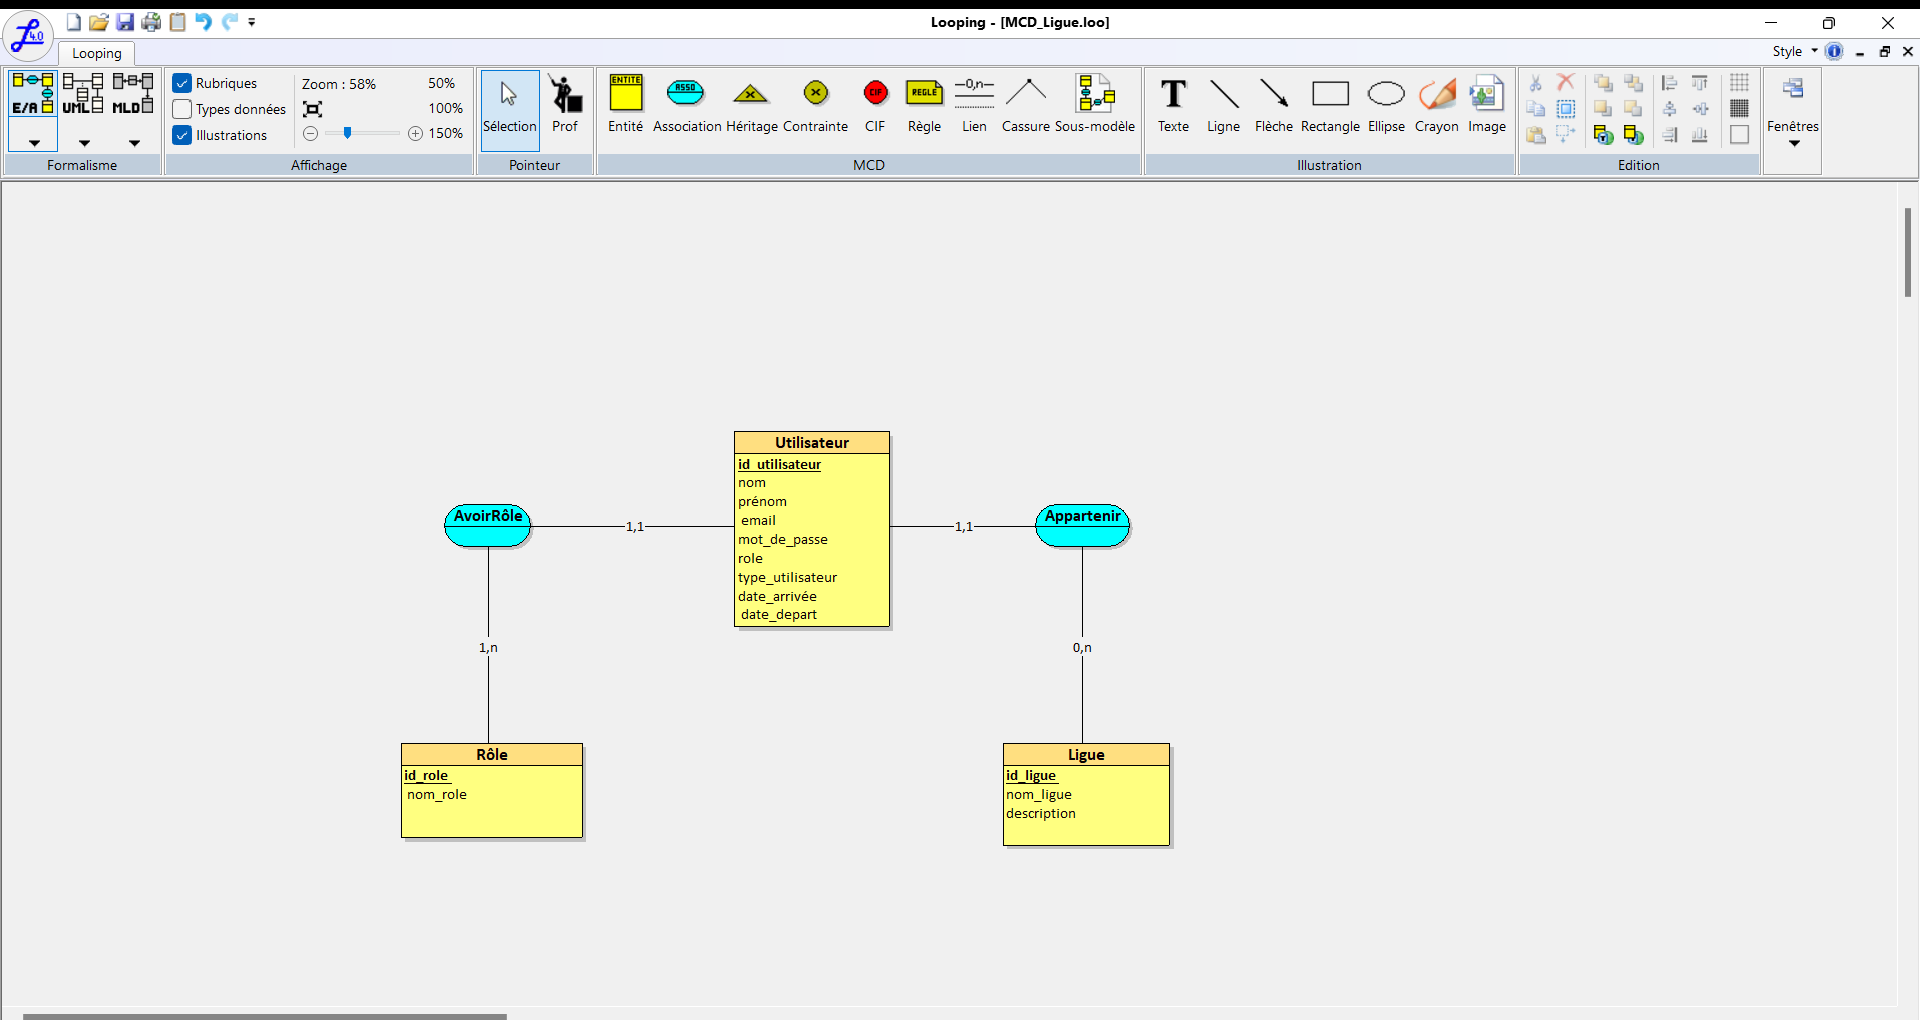 Looping - [MCD_Ligue.loo]
4.0
Looping
Style
E/A
UML
MLD
Formalisme
Rubriques
Types données
Illustrations
Zoom : 58%
50%
100%
150%
Affichage
Sélection
Prof
Pointeur
ENTITE
Entité
ASSO
Association
Héritage
Contrainte
CIF
CIF
REGLE
Règle
—0,n—
Lien
Cassure
Sous-modèle
MCD
T
Texte
Ligne
Flèche
Rectangle
Ellipse
Crayon
Image
Illustration
Edition
Fenêtres
Utilisateur
id_utilisateur
nom
prénom
email
mot_de_passe
role
type_utilisateur
date_arrivée
date_depart
AvoirRôle
1,1
1,1
Appartenir
1,n
0,n
Rôle
id_role
nom_role
Ligue
id_ligue
nom_ligue
description